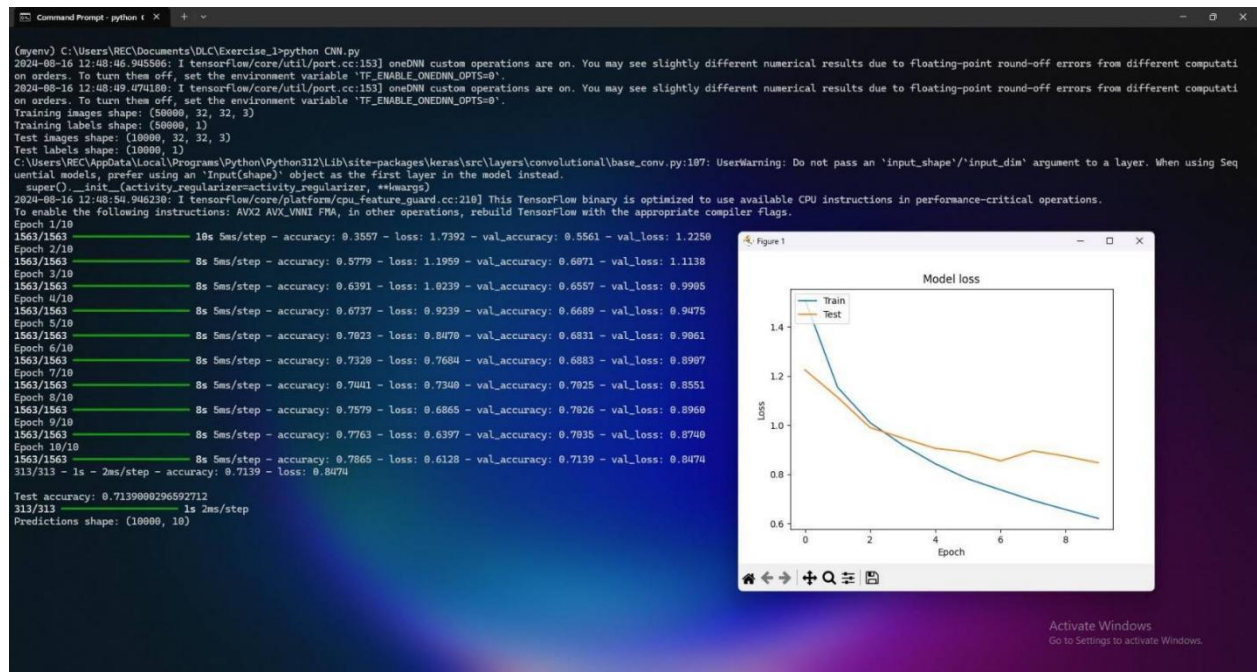 Command Prompt - python C
(myenv) C:\Users\REC\Documents\DLC\Exercise_1>python CNN.py
2024-08-16 12:48:46.945506: I tensorflow/core/util/port.cc:153] oneDNN custom operations are on. You may see slightly different numerical results due to floating-point round-off errors from different computati
on orders. To turn them off, set the environment variable `TF_ENABLE_ONEDNN_OPTS=0`.
2024-08-16 12:48:49.474180: I tensorflow/core/util/port.cc:153] oneDNN custom operations are on. You may see slightly different numerical results due to floating-point round-off errors from different computati
on orders. To turn them off, set the environment variable `TF_ENABLE_ONEDNN_OPTS=0`.
Training images shape: (50000, 32, 32, 3)
Training labels shape: (50000, 1)
Test images shape: (10000, 32, 32, 3)
Test labels shape: (10000, 1)
C:\Users\REC\AppData\Local\Programs\Python\Python312\Lib\site-packages\keras\src\layers\convolutional\base_conv.py:107: UserWarning: Do not pass an `input_shape`/`input_dim` argument to a layer. When using Seq
uential models, prefer using an `Input(shape)` object as the first layer in the model instead.
super().__init__(activity_regularizer=activity_regularizer, **kwargs)
2024-08-16 12:48:54.946230: I tensorflow/core/platform/cpu_feature_guard.cc:210] This TensorFlow binary is optimized to use available CPU instructions in performance-critical operations.
To enable the following instructions: AVX2 AVX_VNNI FMA, in other operations, rebuild TensorFlow with the appropriate compiler flags.
Epoch 1/10
1563/1563 10s 5ms/step - accuracy: 0.3557 - loss: 1.7392 - val_accuracy: 0.5561 - val_loss: 1.2250
Epoch 2/10
1563/1563 8s 5ms/step - accuracy: 0.5779 - loss: 1.1959 - val_accuracy: 0.6071 - val_loss: 1.1138
Epoch 3/10
1563/1563 8s 5ms/step - accuracy: 0.6391 - loss: 1.0239 - val_accuracy: 0.6557 - val_loss: 0.9905
Epoch 4/10
1563/1563 8s 5ms/step - accuracy: 0.6737 - loss: 0.9239 - val_accuracy: 0.6689 - val_loss: 0.9475
Epoch 5/10
1563/1563 8s 5ms/step - accuracy: 0.7023 - loss: 0.8470 - val_accuracy: 0.6831 - val_loss: 0.9061
Epoch 6/10
1563/1563 8s 5ms/step - accuracy: 0.7320 - loss: 0.7684 - val_accuracy: 0.6883 - val_loss: 0.8907
Epoch 7/10
1563/1563 8s 5ms/step - accuracy: 0.7441 - loss: 0.7340 - val_accuracy: 0.7025 - val_loss: 0.8551
Epoch 8/10
1563/1563 8s 5ms/step - accuracy: 0.7579 - loss: 0.6865 - val_accuracy: 0.7026 - val_loss: 0.8960
Epoch 9/10
1563/1563 8s 5ms/step - accuracy: 0.7763 - loss: 0.6397 - val_accuracy: 0.7035 - val_loss: 0.8740
Epoch 10/10
1563/1563 8s 5ms/step - accuracy: 0.7865 - loss: 0.6128 - val_accuracy: 0.7139 - val_loss: 0.8474
313/313 - 1s - 2ms/step - accuracy: 0.7139 - loss: 0.8474
Test accuracy: 0.7139000296592712
313/313 1s 2ms/step
Predictions shape: (10000, 10)
Figure 1
Model loss
Train
Test
1.4
1.2
1.0
0.8
0.6
Loss
0 2 4 6 8
Epoch
Activate Windows
Go to Settings to activate Windows.